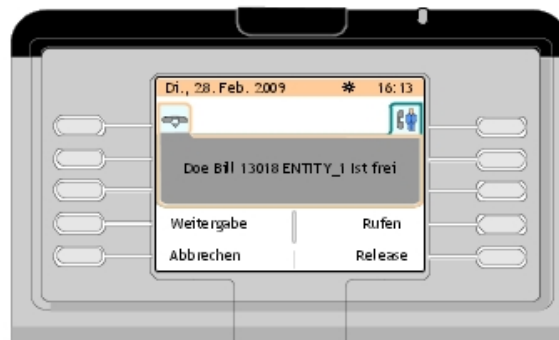 Di., 28. Feb. 2009 16:13
Doe Bill 13018 ENTITY_1 Ist frei
Weitergabe Rufen
Abbrechen Release